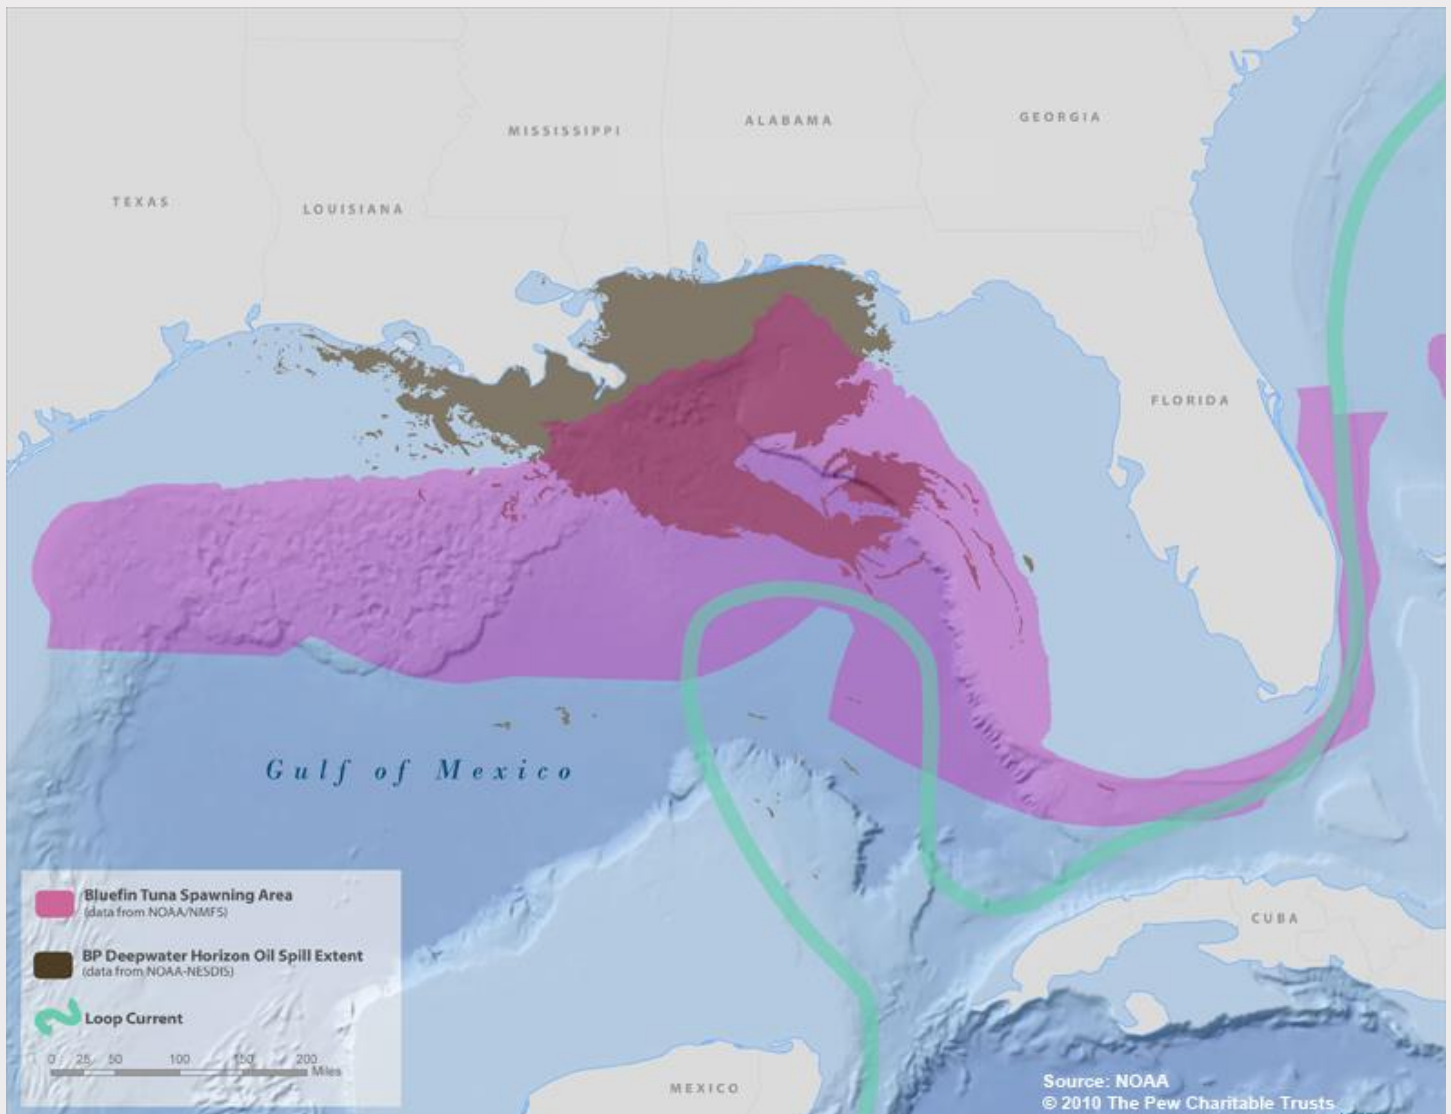 MISSISSIPPI
ALABAMA
GEORGIA
TEXAS
LOUISIANA
FLORIDA
Gulf of Mexico
Bluefin Tuna Spawning Area
(data from NOAA/NMFS)
BP Deepwater Horizon Oil Spill Extent
(data from NOAA-NESDIS)
Loop Current
0 25 50 100 150 200
Miles
CUBA
MEXICO
Source: NOAA
© 2010 The Pew Charitable Trusts